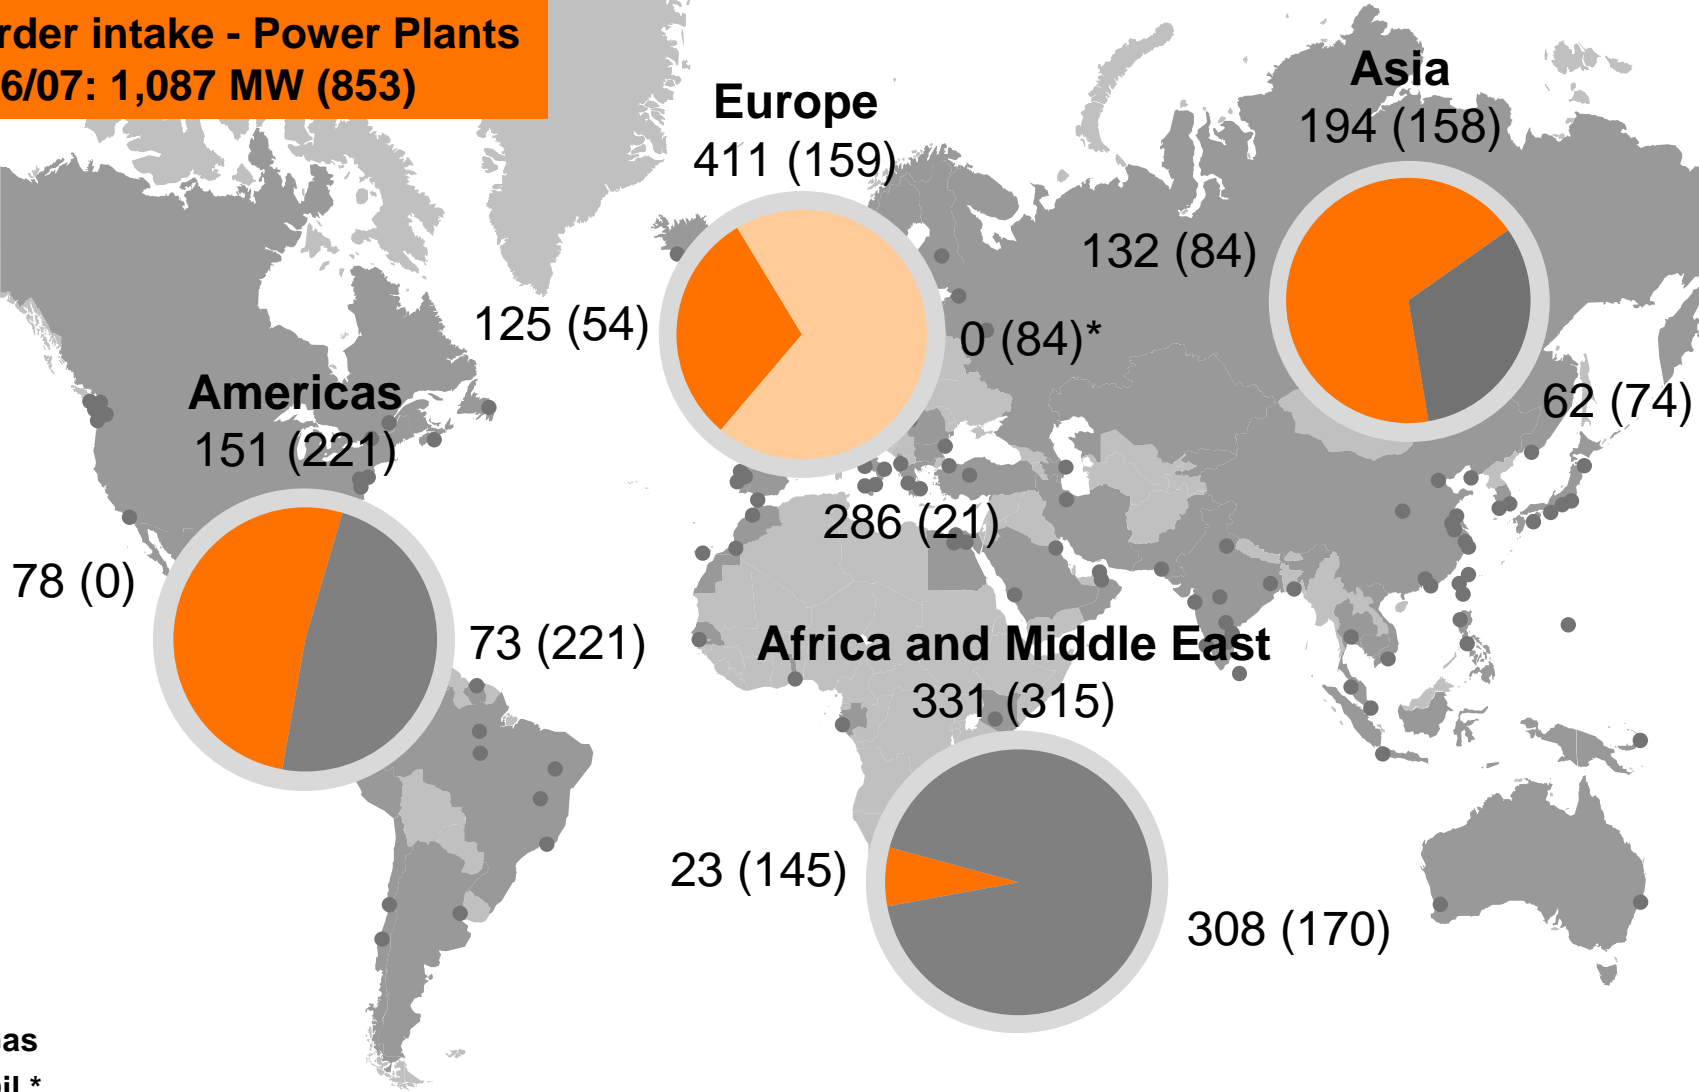 rder intake - Power Plants
6/07: 1,087 MW (853)
Europe
411 (159)
125 (54)
0 (84)*
286 (21)
Asia
194 (158)
132 (84)
62 (74)
Americas
151 (221)
78 (0)
73 (221)
Africa and Middle East
331 (315)
23 (145)
308 (170)
as
il *